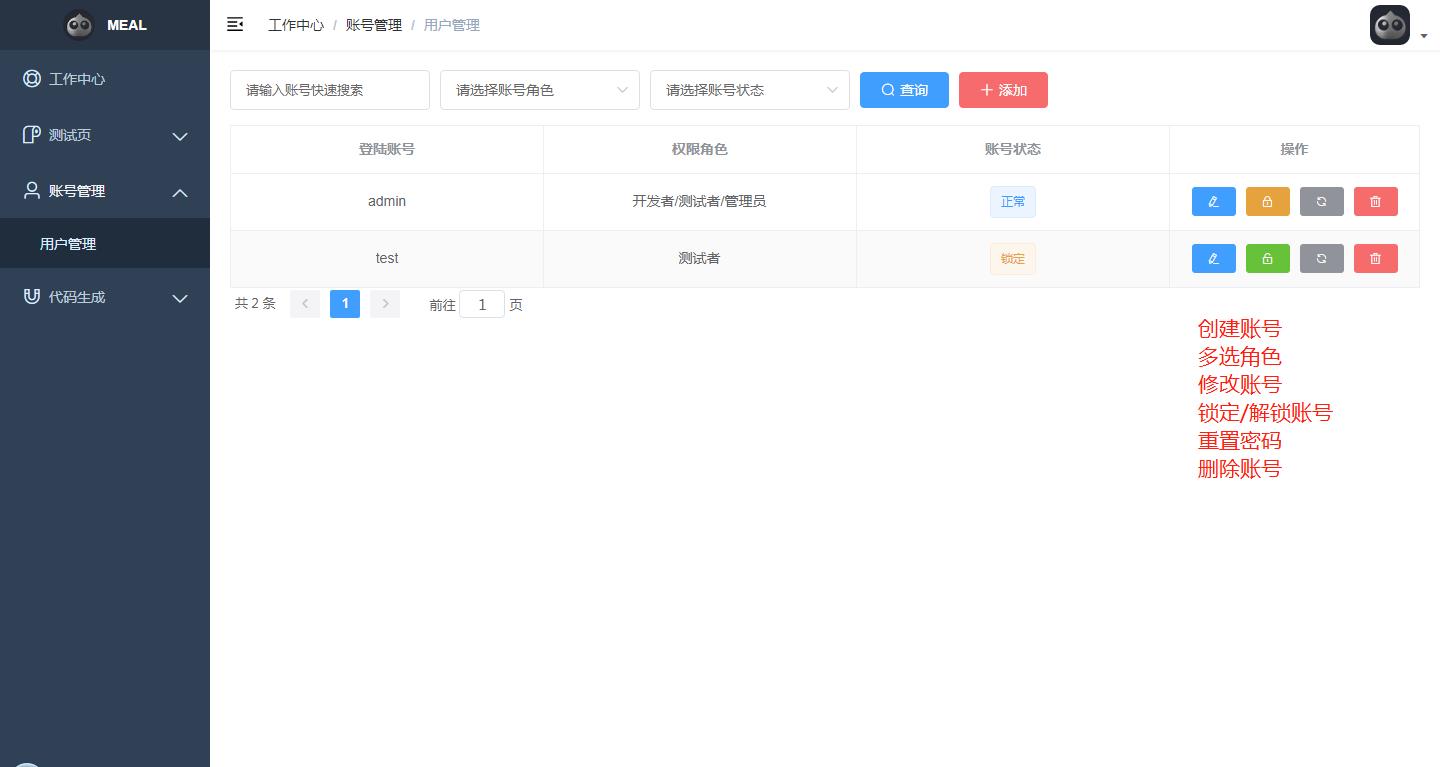 MEAL
工作中心 / 账号管理 / 用户管理
工作中心
测试页
账号管理
用户管理
代码生成
请输入账号快速搜索 请选择账号角色 请选择账号状态 查询 添加
登陆账号 权限角色 账号状态 操作
admin 开发者/测试者/管理员 正常
test 测试者 锁定
共 2 条 1 前往 1 页
创建账号
多选角色
修改账号
锁定/解锁账号
重置密码
删除账号